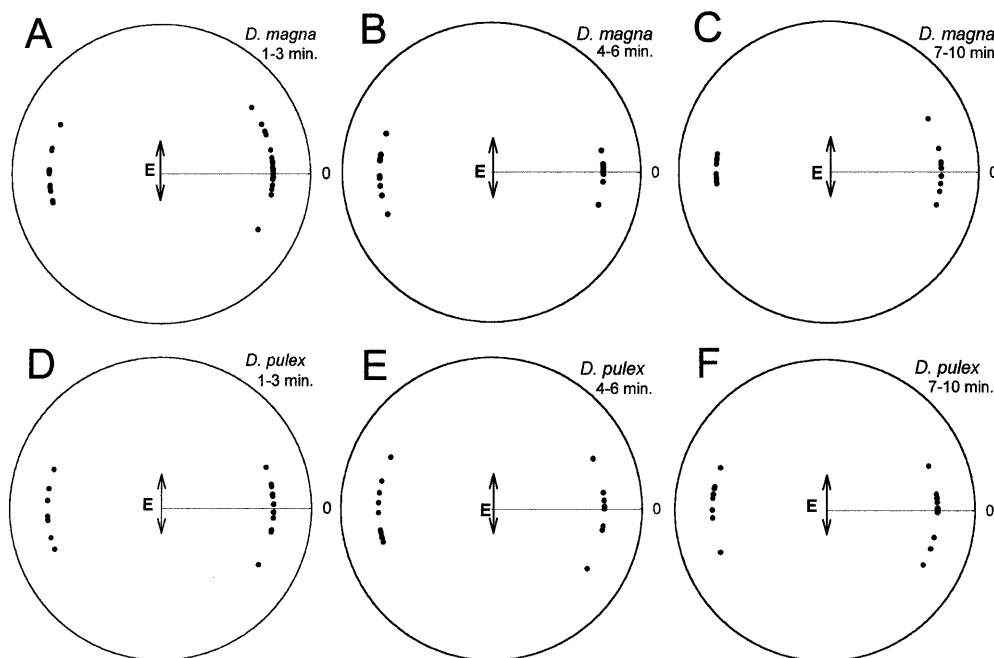 A
D. magna
1-3 min.
E
0
B
D. magna
4-6 min.
E
0
C
D. magna
7-10 min.
E
0
D
D. pulex
1-3 min.
E
0
E
D. pulex
4-6 min.
E
0
F
D. pulex
7-10 min.
E
0